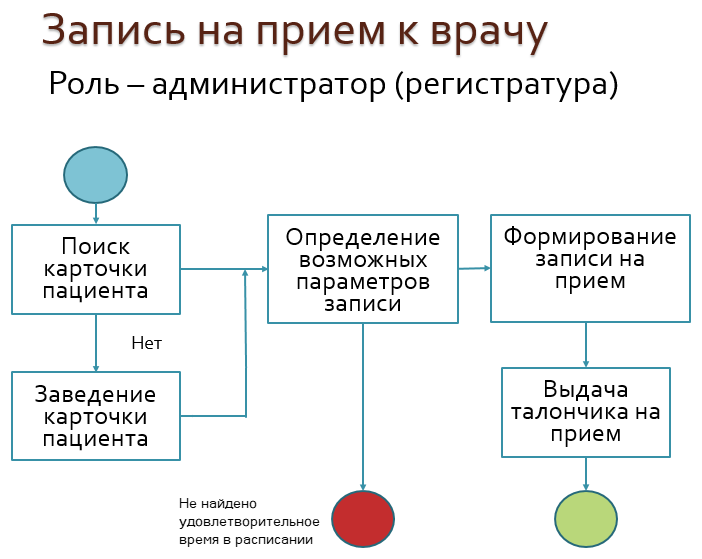 Запись на прием к врачу
Роль – администратор (регистратура)
Поиск
карточки
пациента
Определение
возможных
параметров
записи
Формирование
записи на
прием
Нет
Заведение
карточки
пациента
Выдача
талончика на
прием
Не найдено
удовлетворительное
время в расписании